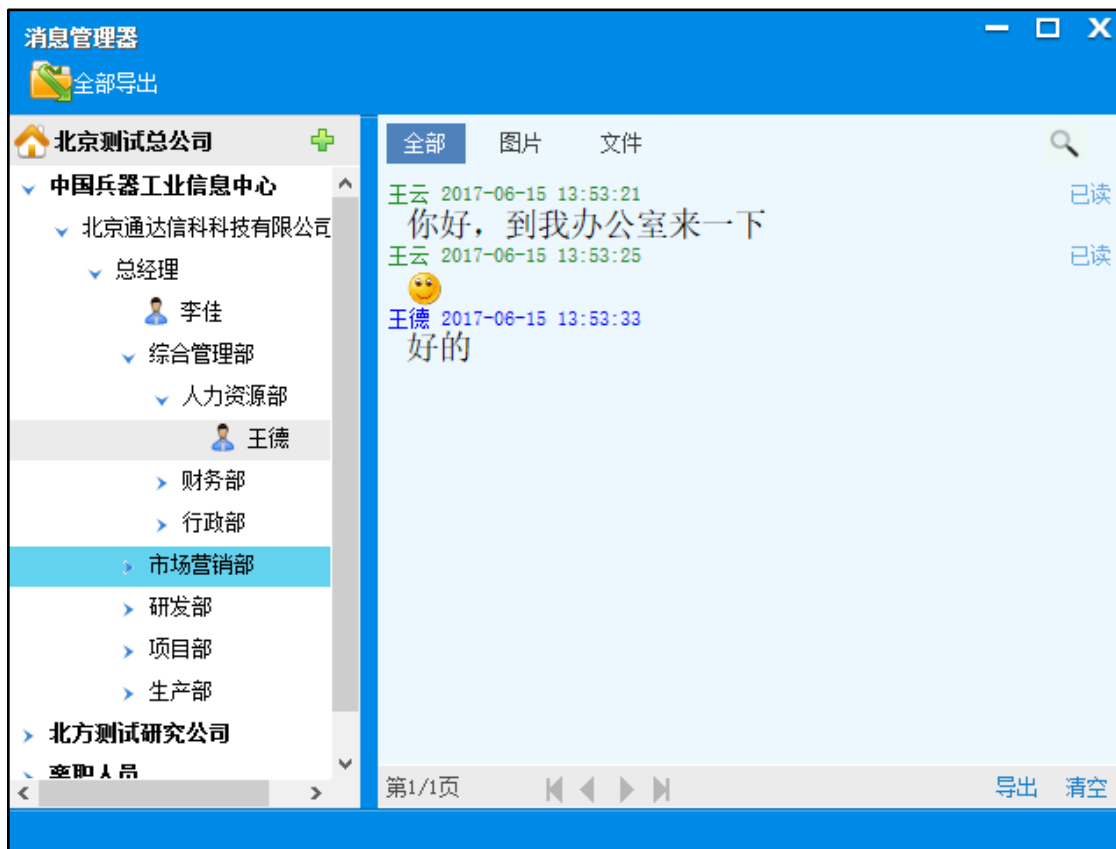 消息管理器
全部导出
北京测试总公司
中国兵器工业信息中心
北京通达信科科技有限公司
总经理
李佳
综合管理部
人力资源部
王德
财务部
行政部
市场营销部
研发部
项目部
生产部
北方测试研究公司
离职人员
全部 图片 文件
王云 2017-06-15 13:53:21 已读
你好，到我办公室来一下
王云 2017-06-15 13:53:25 已读
王德 2017-06-15 13:53:33
好的
第1/1页 导出 清空